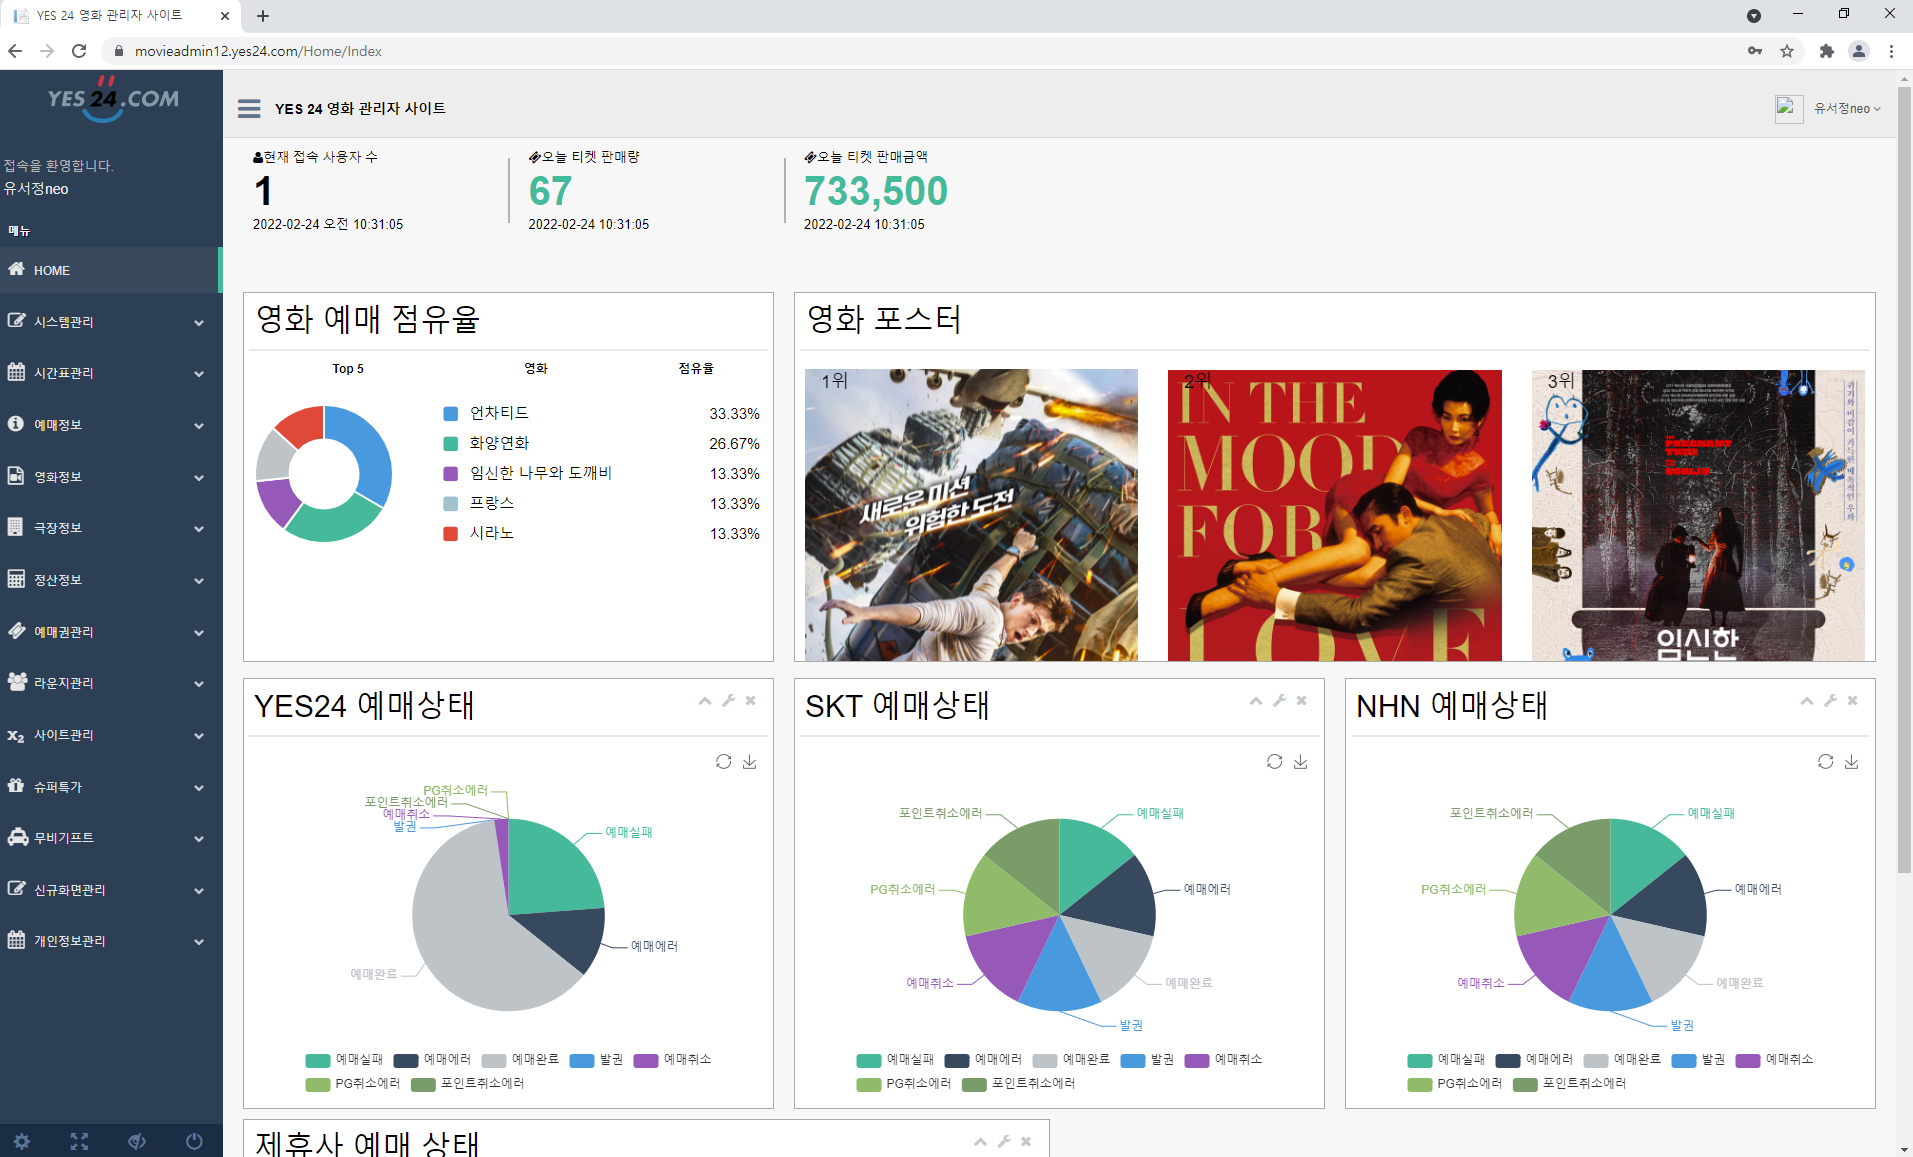 YES 24 영화 관리자 사이트
movieadmin12.yes24.com/Home/Index
YES 24 .COM
접속을 환영합니다.
유서정neo
메뉴
HOME
시스템관리
시간표관리
예매정보
영화정보
극장정보
정산정보
예매권관리
라운지관리
사이트관리
슈퍼특가
무비기프트
신규화면관리
개인정보관리
YES 24 영화 관리자 사이트
유서정neo
현재 접속 사용자 수
1
2022-02-24 오전 10:31:05
오늘 티켓 판매량
67
2022-02-24 10:31:05
오늘 티켓 판매금액
733,500
2022-02-24 10:31:05
영화 예매 점유율
Top 5 영화 점유율
언차티드 33.33%
화양연화 26.67%
임신한 나무와 도깨비 13.33%
프랑스 13.33%
시라노 13.33%
영화 포스터
1위
새로운 미션
위험한 도전
2위
IN THE
MOOD
FOR
LOVE
3위
귀기와 비감이 가득한 매혹적인 우화
THE
PREGNANT
TREE
AND THE
GOBLIN
임신한
YES24 예매상태
PG취소에러
포인트취소에러
예매취소
발권
예매실패
예매에러
예매완료
예매실패 예매에러 예매완료 발권 예매취소
PG취소에러 포인트취소에러
SKT 예매상태
포인트취소에러
예매실패
PG취소에러
예매에러
예매취소
예매완료
발권
예매실패 예매에러 예매완료 발권 예매취소
PG취소에러 포인트취소에러
NHN 예매상태
포인트취소에러
예매실패
PG취소에러
예매에러
예매취소
예매완료
발권
예매실패 예매에러 예매완료 발권 예매취소
PG취소에러 포인트취소에러
제휴사 예매 상태